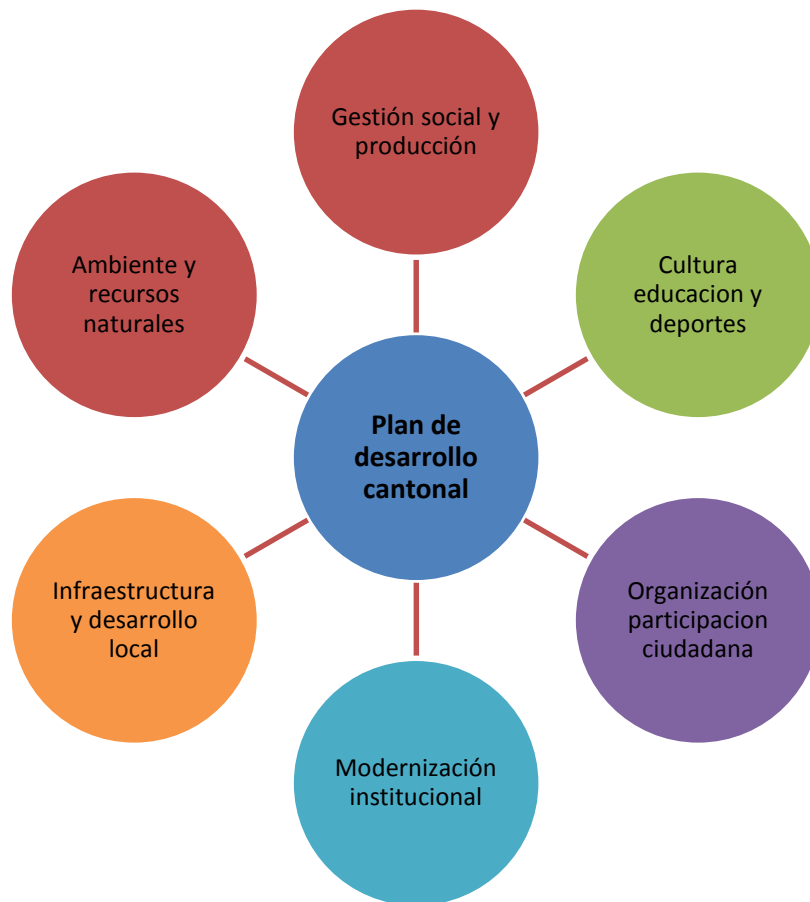 Gestión social y
producción
Cultura
educacion y
deportes
Organización
participacion
ciudadana
Modernización
institucional
Infraestructura
y desarrollo
local
Ambiente y
recursos
naturales
Plan de
desarrollo
cantonal